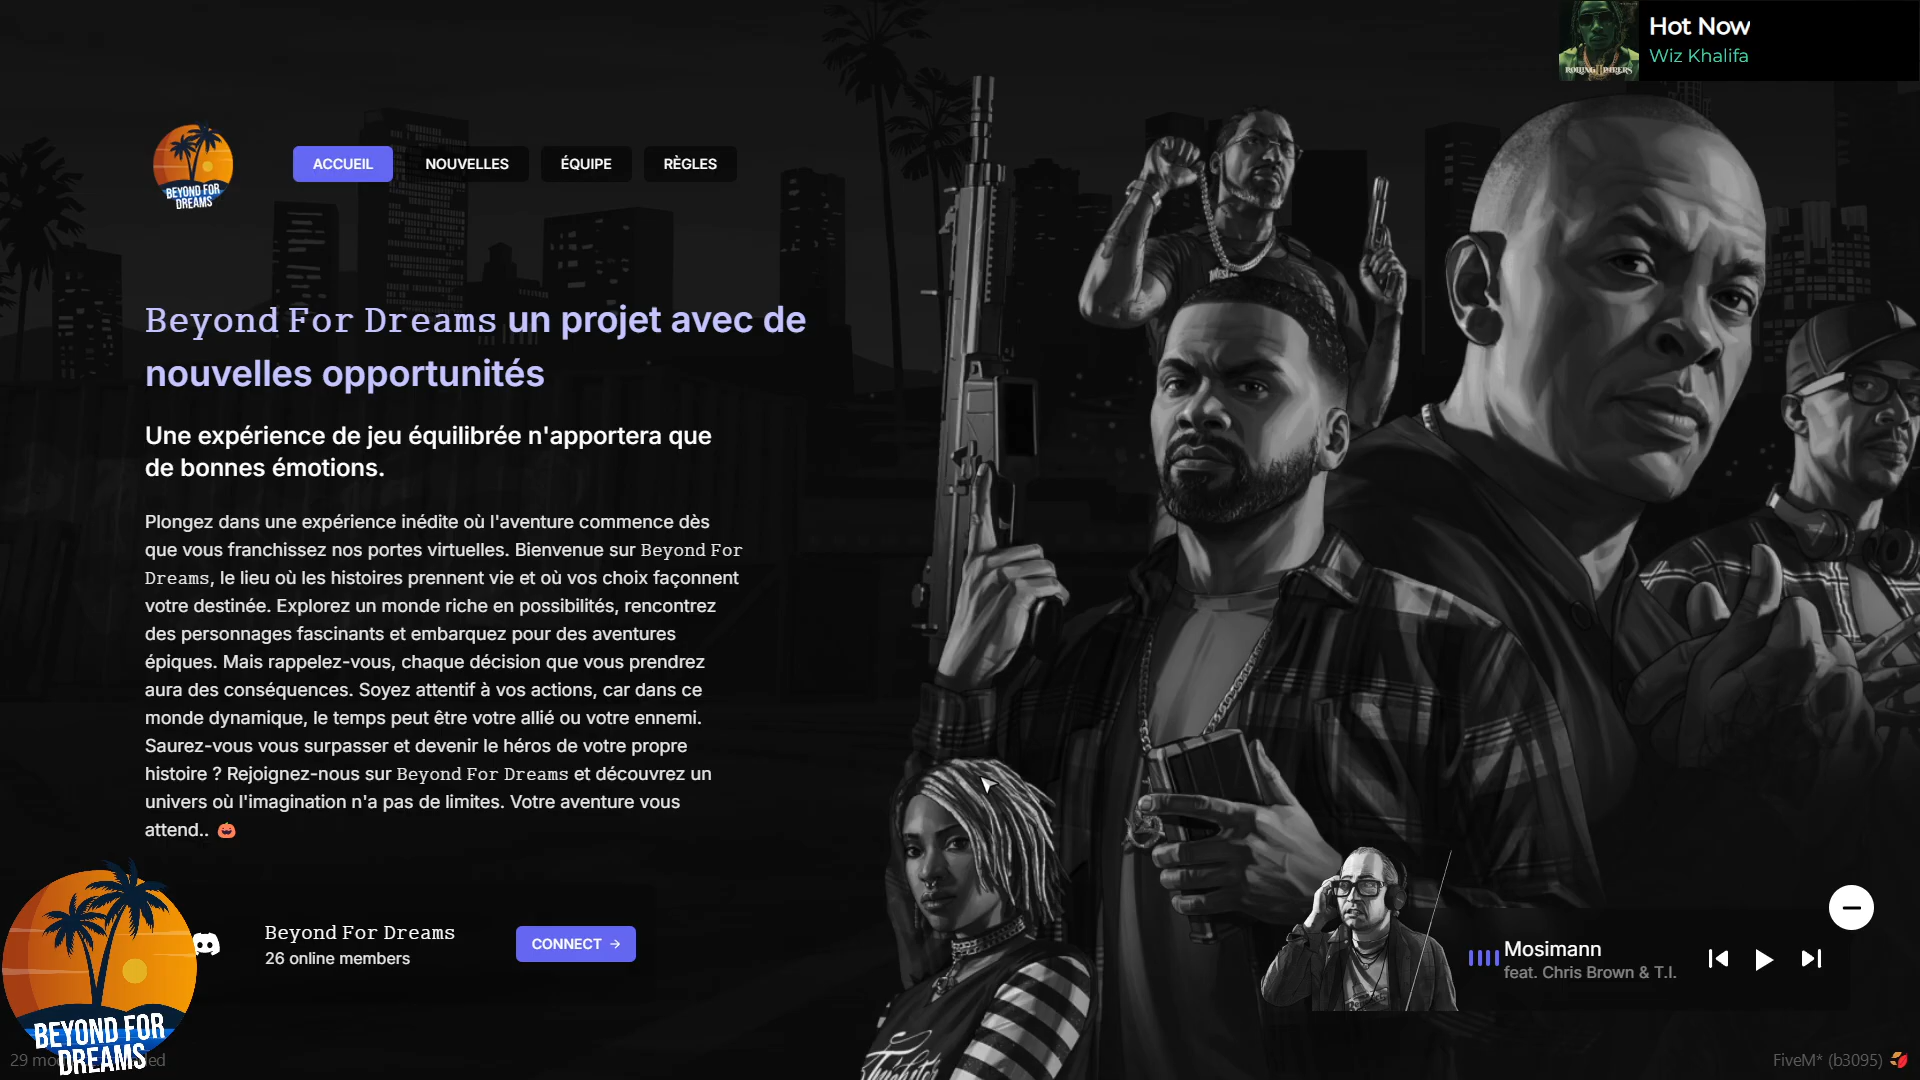 Hot Now
Wiz Khalifa
BEYOND FOR
DREAMS
ACCUEIL
NOUVELLES
ÉQUIPE
RÈGLES
Beyond For Dreams un projet avec de
nouvelles opportunités
Une expérience de jeu équilibrée n'apportera que
de bonnes émotions.
Plongez dans une expérience inédite où l'aventure commence dès
que vous franchissez nos portes virtuelles. Bienvenue sur Beyond For
Dreams, le lieu où les histoires prennent vie et où vos choix façonnent
votre destinée. Explorez un monde riche en possibilités, rencontrez
des personnages fascinants et embarquez pour des aventures
épiques. Mais rappelez-vous, chaque décision que vous prendrez
aura des conséquences. Soyez attentif à vos actions, car dans ce
monde dynamique, le temps peut être votre allié ou votre ennemi.
Saurez-vous vous surpasser et devenir le héros de votre propre
histoire ? Rejoignez-nous sur Beyond For Dreams et découvrez un
univers où l'imagination n'a pas de limites. Votre aventure vous
attend.. 🎃
Beyond For Dreams
26 online members
CONNECT →
BEYOND FOR
DREAMS
29
Mosimann
feat. Chris Brown & T.I.
FiveM* (b3095)